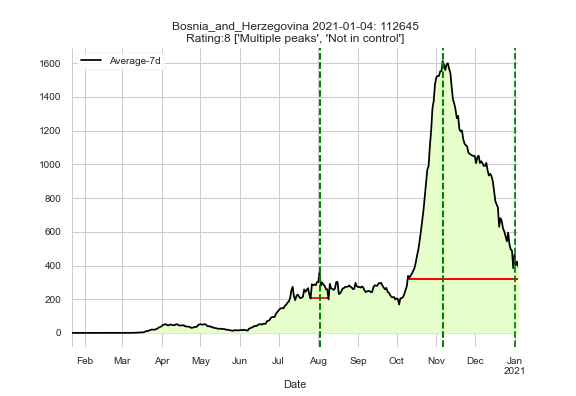 Bosnia_and_Herzegovina 2021-01-04: 112645
Rating:8 ['Multiple peaks', 'Not in control']
Average-7d
1600
1400
1200
1000
800
600
400
200
0
Feb Mar Apr May Jun Jul Aug Sep Oct Nov Dec Jan
2021
Date